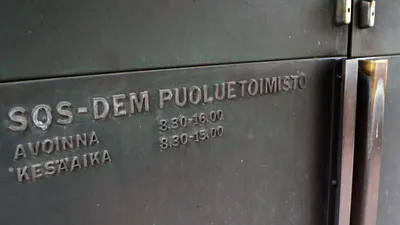 SOS-DEM PUOLUETOIMISTO
AVOINNA 8.30-16.00
KESÄAIKA 8.30-15.00